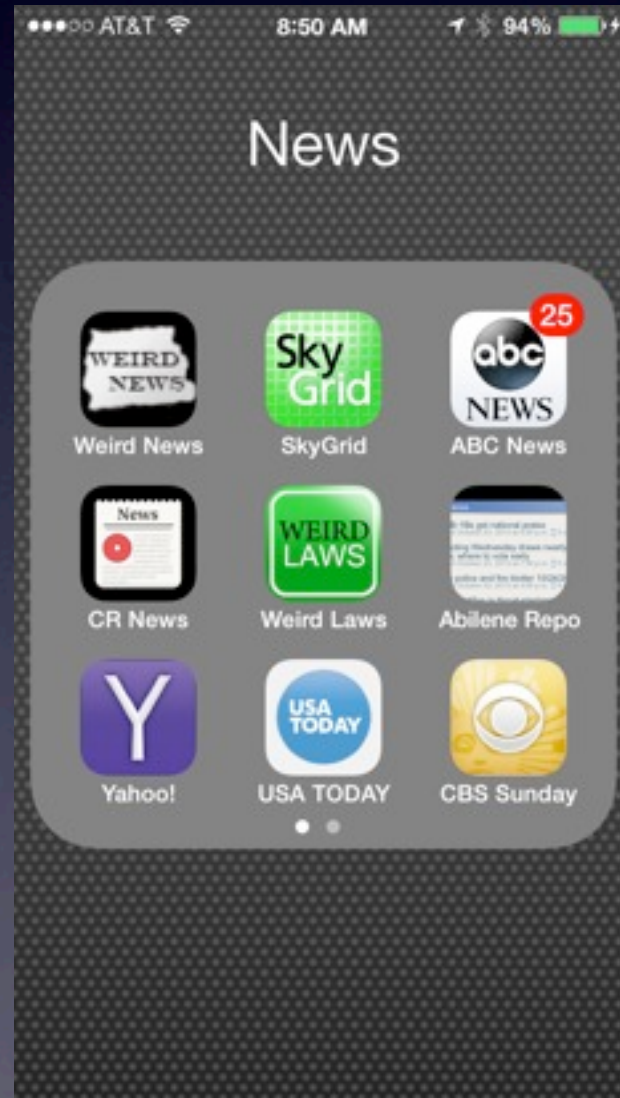 AT&T 8:50 AM 94%
News
25
WEIRD NEWS
Sky Grid
abc NEWS
Weird News SkyGrid ABC News
News
WEIRD LAWS
CR News Weird Laws Abilene Repo
Y
USA TODAY
Yahoo! USA TODAY CBS Sunday